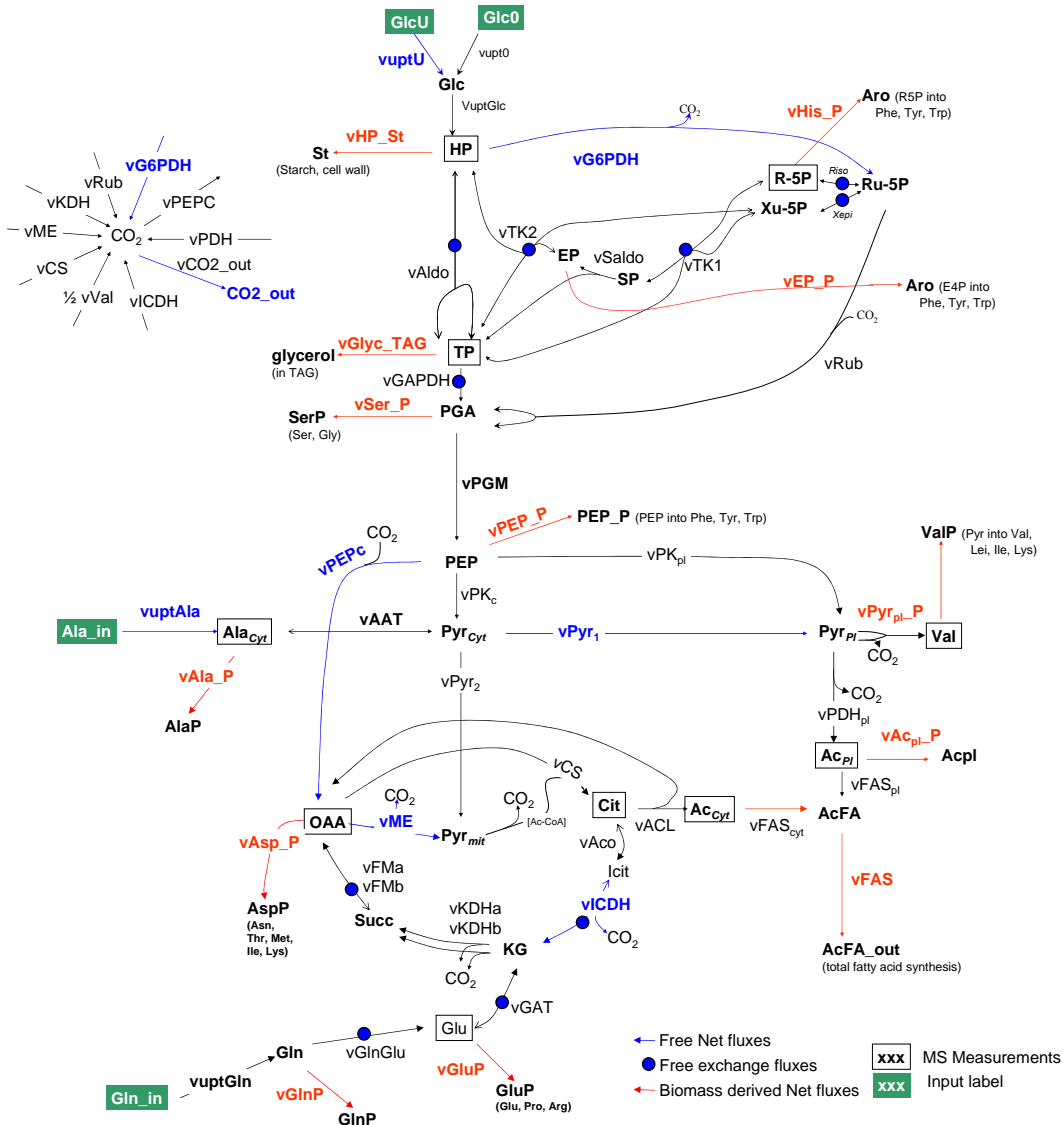 GlcU
Glc0
vuptU
vupt0
Glc
VuptGlc
Aro (R5P into
Phe, Tyr, Trp)
vHis_P
CO2
vHP_St
HP
St
(Starch, cell wall)
vG6PDH
R-5P
Riso
Ru-5P
Xu-5P
Xepi
vG6PDH
vRub
vKDH
vPEPC
vME
CO2
vPDH
vCS
vCO2_out
½ vVal
vICDH
CO2_out
vTK2
EP
vSaldo
SP
vTK1
vAldo
vEP_P
Aro (E4P into
Phe, Tyr, Trp)
CO2
vRub
glycerol
(in TAG)
vGlyc_TAG
TP
vGAPDH
SerP
(Ser, Gly)
vSer_P
PGA
vPGM
vPEP_P
PEP_P (PEP into Phe, Tyr, Trp)
CO2
vPEPc
PEP
vPKpl
vPKc
ValP (Pyr into Val,
Lei, Ile, Lys)
vPyrpl_P
Ala_in
vuptAla
AlaCyt
vAAT
PyrCyt
vPyr1
PyrPl
Val
CO2
vAla_P
AlaP
vPyr2
CO2
vPDHpl
vAcpl_P
AcPl
Acpl
vCS
vFASpl
CO2
CO2
[Ac-CoA]
Cit
vACL
AcCyt
vFAScyt
AcFA
OAA
vME
Pyrmit
vAsp_P
vAco
Icit
vFMa
vFMb
vICDH
CO2
vFAS
AspP
(Asn,
Thr, Met,
Ile, Lys)
Succ
vKDHa
vKDHb
KG
CO2
AcFA_out
(total fatty acid synthesis)
vGAT
Glu
vGlnGlu
Gln
vuptGln
Gln_in
vGlnP
GlnP
vGluP
GluP
(Glu, Pro, Arg)
Free Net fluxes
Free exchange fluxes
Biomass derived Net fluxes
xxx MS Measurements
xxx Input label